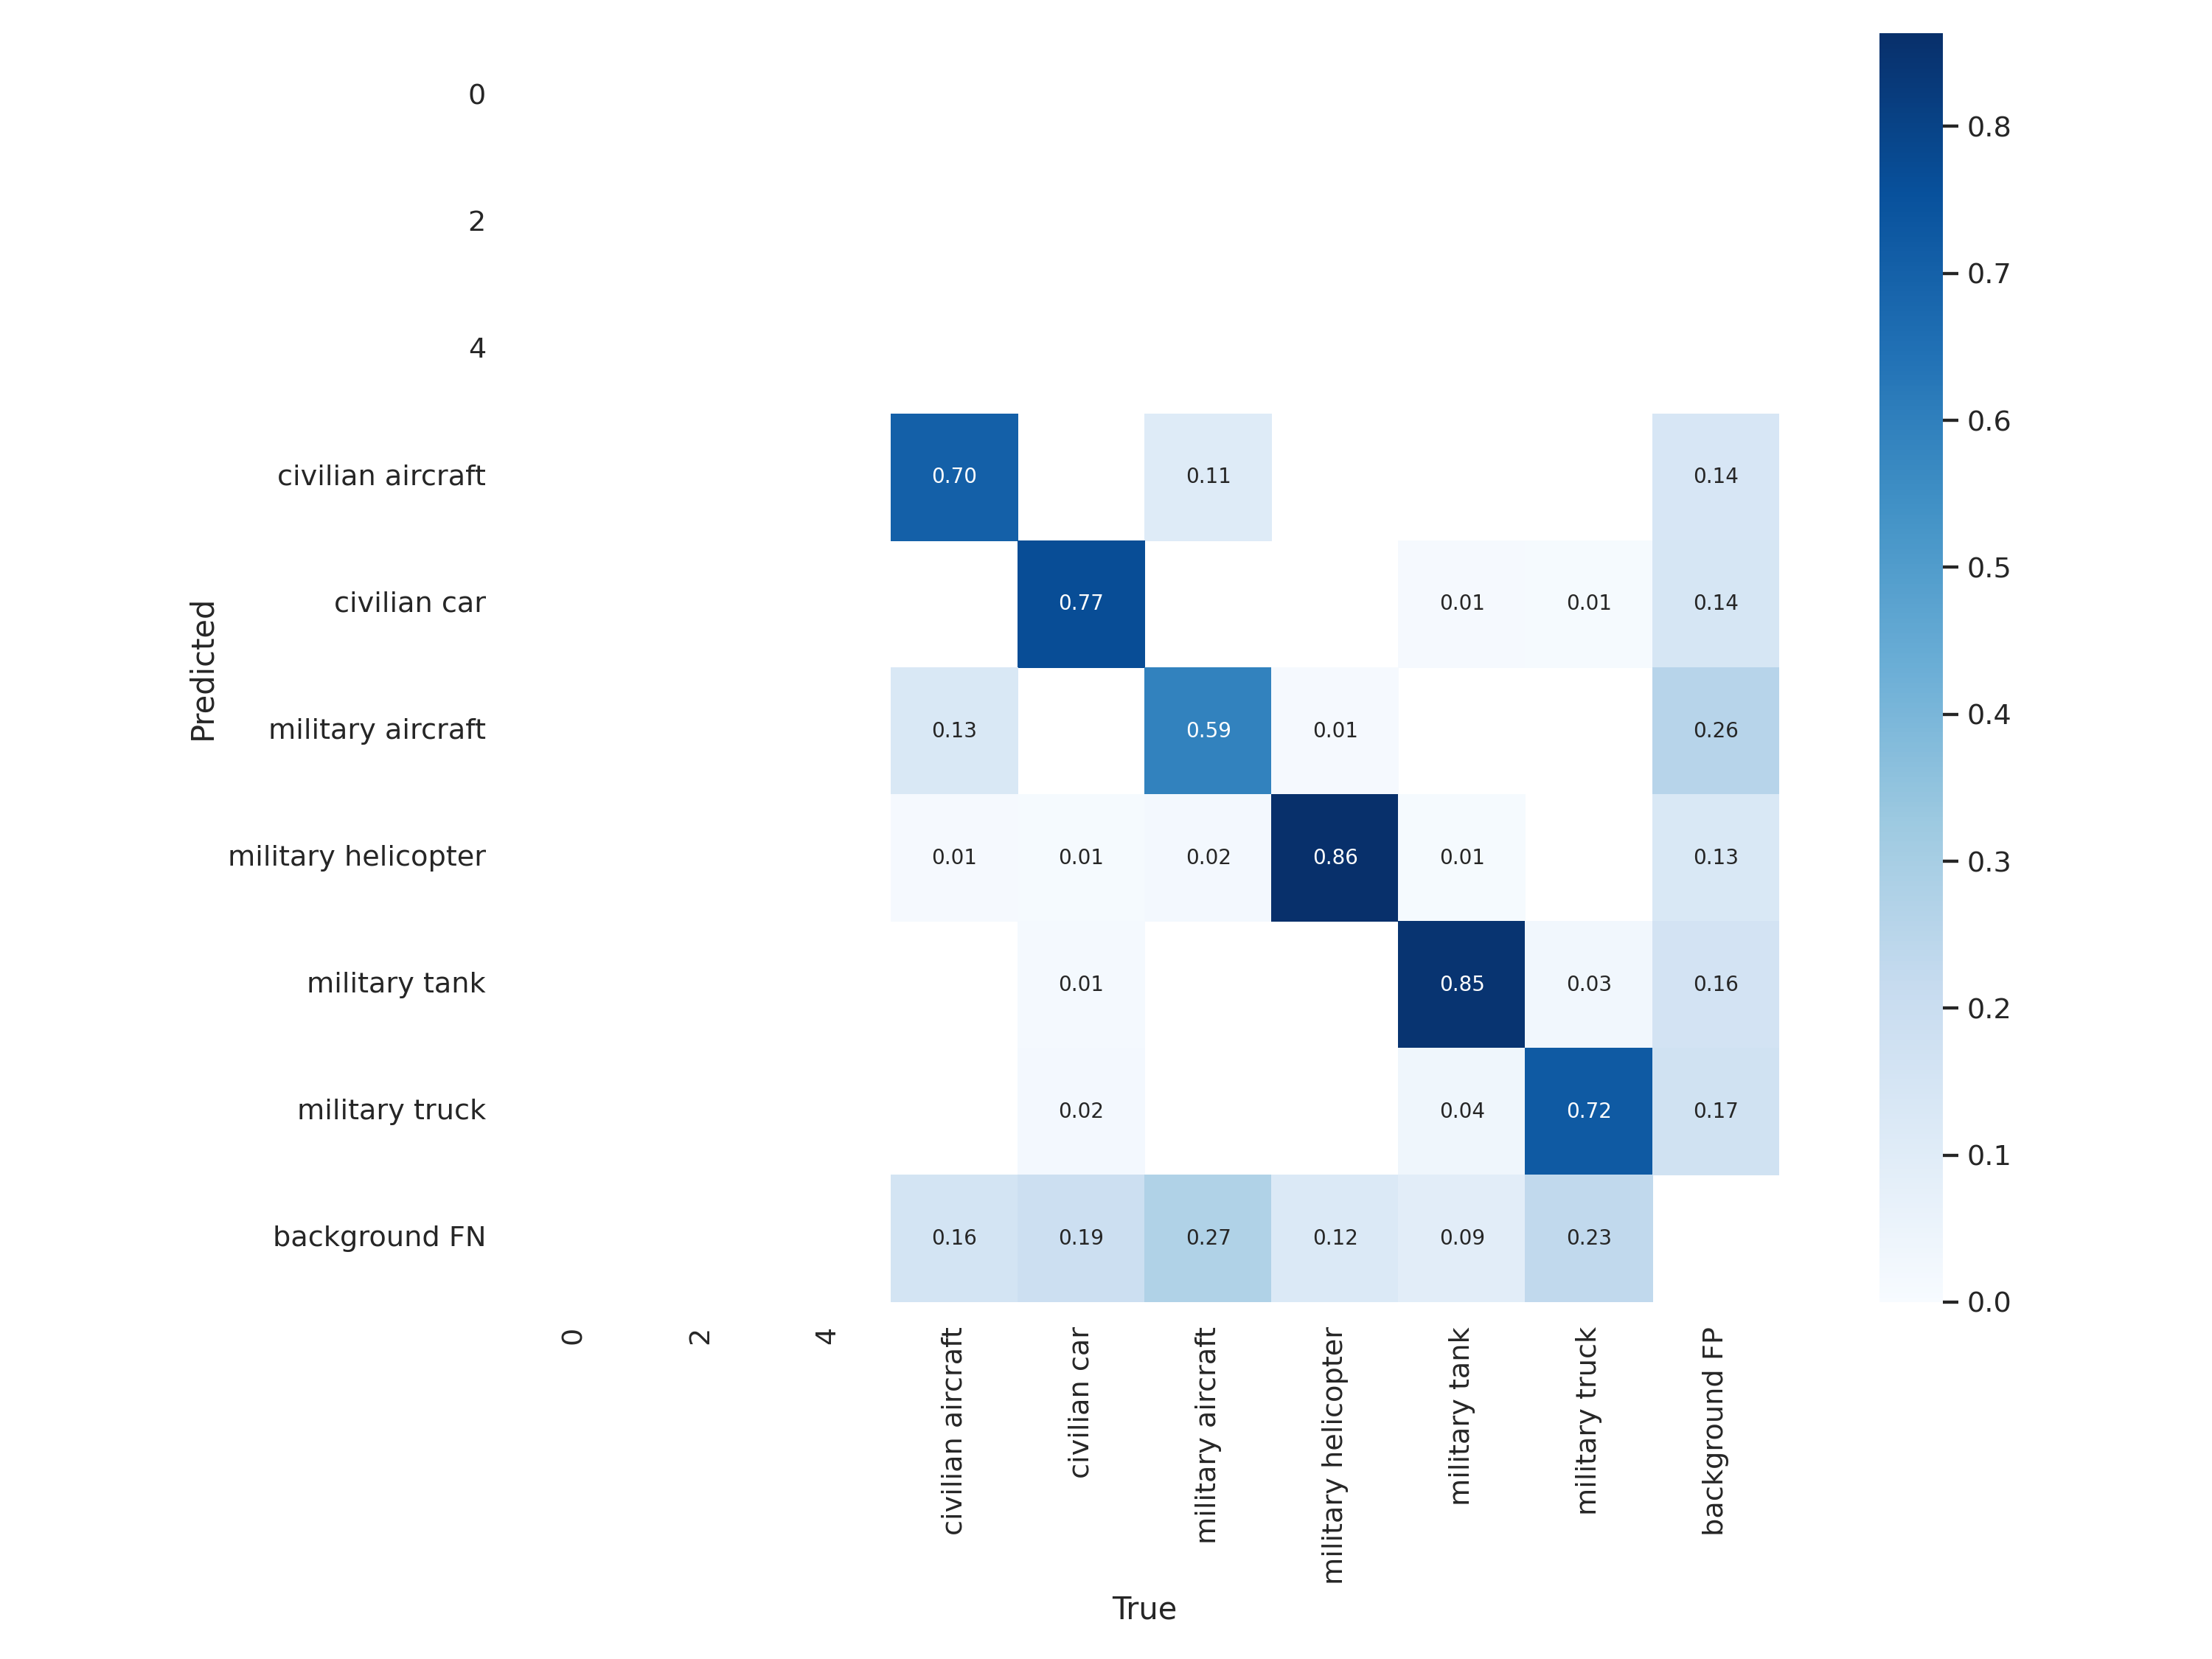 0
2
4
civilian aircraft 0.70 0.11 0.14
civilian car 0.77 0.01 0.01 0.14
military aircraft 0.13 0.59 0.01 0.26
military helicopter 0.01 0.01 0.02 0.86 0.01 0.13
military tank 0.01 0.85 0.03 0.16
military truck 0.02 0.04 0.72 0.17
background FN 0.16 0.19 0.27 0.12 0.09 0.23
Predicted
0 2 4 civilian aircraft civilian car military aircraft military helicopter military tank military truck background FP
True
0.8
0.7
0.6
0.5
0.4
0.3
0.2
0.1
0.0